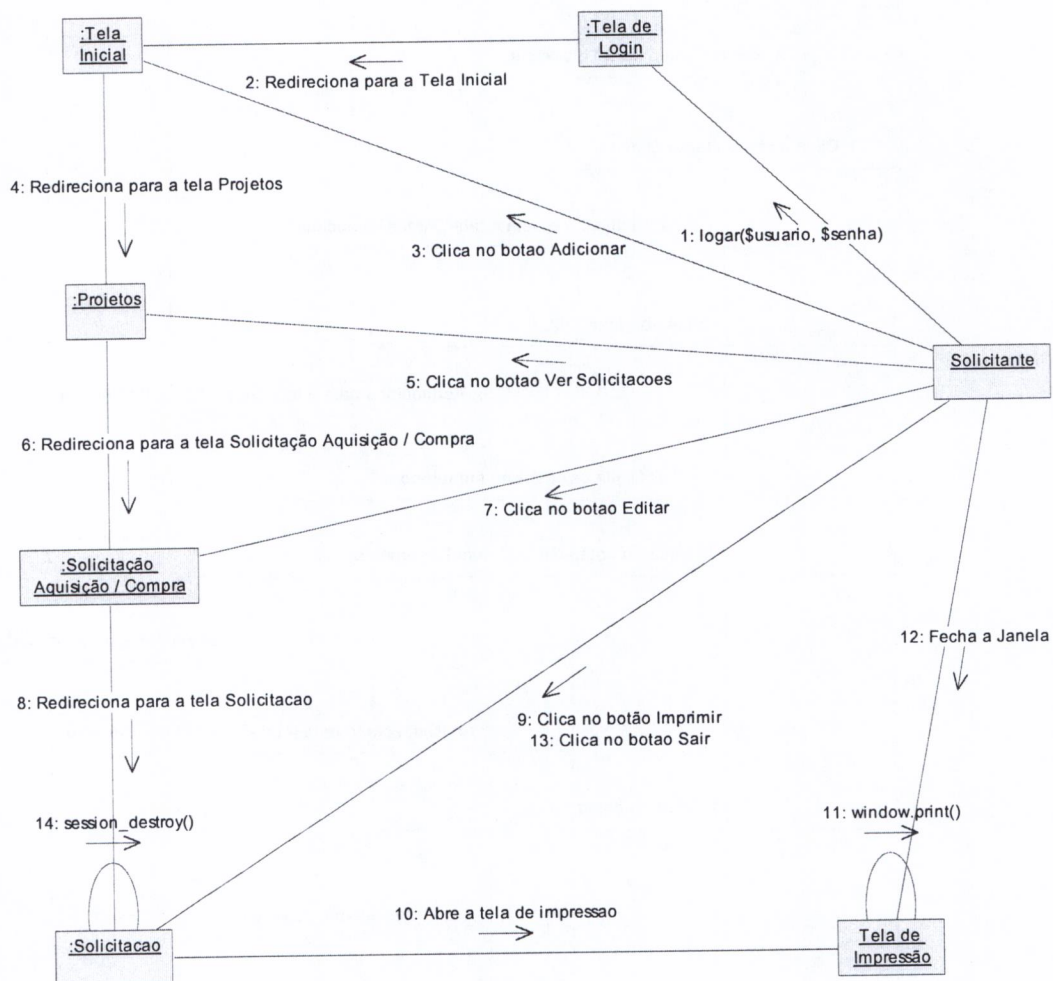 :Tela
Inicial
:Tela de
Login
2: Redireciona para a Tela Inicial
4: Redireciona para a tela Projetos
3: Clica no botao Adicionar
1: logar($usuario, $senha)
:Projetos
Solicitante
5: Clica no botao Ver Solicitacoes
6: Redireciona para a tela Solicitação Aquisição / Compra
7: Clica no botao Editar
:Solicitação
Aquisição / Compra
12: Fecha a Janela
8: Redireciona para a tela Solicitacao
9: Clica no botão Imprimir
13: Clica no botao Sair
14: session_destroy()
11: window.print()
10: Abre a tela de impressao
:Solicitacao
Tela de
Impressão